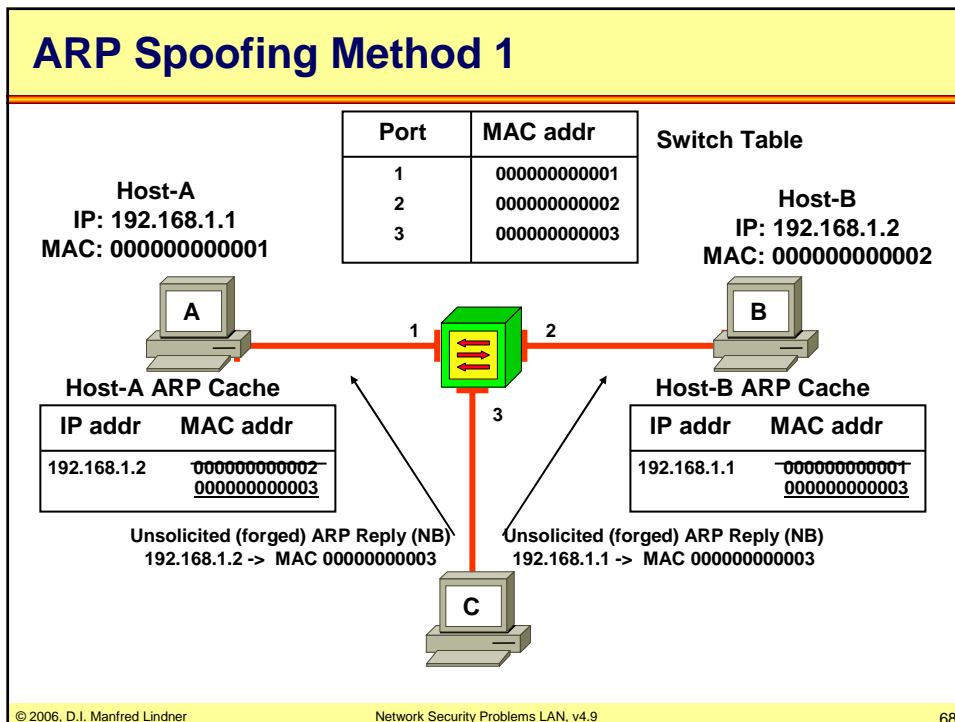 ARP Spoofing Method 1
Port MAC addr
1 000000000001
2 000000000002
3 000000000003
Switch Table
Host-A
IP: 192.168.1.1
MAC: 000000000001
Host-B
IP: 192.168.1.2
MAC: 000000000002
A
B
1
2
3
Host-A ARP Cache
IP addr MAC addr
192.168.1.2 000000000002
000000000003
Host-B ARP Cache
IP addr MAC addr
192.168.1.1 000000000001
000000000003
Unsolicited (forged) ARP Reply (NB)
192.168.1.2 -> MAC 00000000003
Unsolicited (forged) ARP Reply (NB)
192.168.1.1 -> MAC 00000000003
C
© 2006, D.I. Manfred Lindner
Network Security Problems LAN, v4.9
68